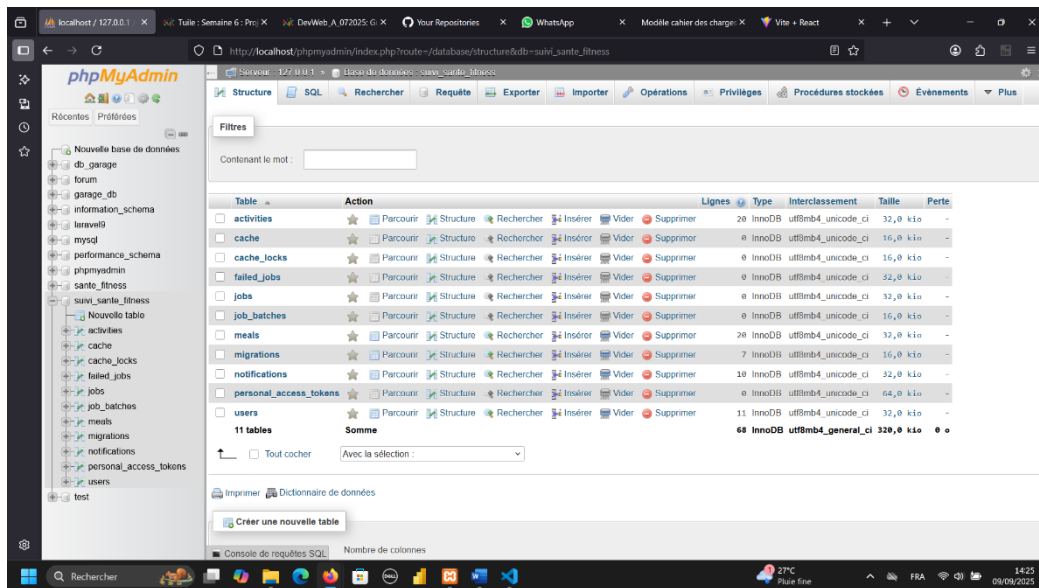 localhost / 127.0.0.1 /
Tuile : Semaine 6 : Proj
DevWeb_A_072025: G
Your Repositories
WhatsApp
Modèle cahier des charge
Vite + React
http://localhost/phpmyadmin/index.php?route=/database/structure&db=suivi_sante_fitness
phpMyAdmin
Récentes Préférées
Nouvelle base de données
db_garage
forum
garage_db
information_schema
laravel9
mysql
performance_schema
phpmyadmin
sante_fitness
suivi_sante_fitness
Nouvelle table
activities
cache
cache_locks
failed_jobs
jobs
job_batches
meals
migrations
notifications
personal_access_tokens
users
test
Serveur : 127.0.0.1 » Base de données : suivi_sante_fitness
Structure SQL Rechercher Requête Exporter Importer Opérations Privilèges Procédures stockées Évènements Plus
Filtres
Contenant le mot :
Table Action Lignes Type Interclassement Taille Perte
activities Parcourir Structure Rechercher Insérer Vider Supprimer 20 InnoDB utf8mb4_unicode_ci 32,0 kio -
cache Parcourir Structure Rechercher Insérer Vider Supprimer 0 InnoDB utf8mb4_unicode_ci 16,0 kio -
cache_locks Parcourir Structure Rechercher Insérer Vider Supprimer 0 InnoDB utf8mb4_unicode_ci 16,0 kio -
failed_jobs Parcourir Structure Rechercher Insérer Vider Supprimer 0 InnoDB utf8mb4_unicode_ci 32,0 kio -
jobs Parcourir Structure Rechercher Insérer Vider Supprimer 0 InnoDB utf8mb4_unicode_ci 32,0 kio -
job_batches Parcourir Structure Rechercher Insérer Vider Supprimer 0 InnoDB utf8mb4_unicode_ci 16,0 kio -
meals Parcourir Structure Rechercher Insérer Vider Supprimer 20 InnoDB utf8mb4_unicode_ci 32,0 kio -
migrations Parcourir Structure Rechercher Insérer Vider Supprimer 7 InnoDB utf8mb4_unicode_ci 16,0 kio -
notifications Parcourir Structure Rechercher Insérer Vider Supprimer 10 InnoDB utf8mb4_unicode_ci 32,0 kio -
personal_access_tokens Parcourir Structure Rechercher Insérer Vider Supprimer 0 InnoDB utf8mb4_unicode_ci 64,0 kio -
users Parcourir Structure Rechercher Insérer Vider Supprimer 11 InnoDB utf8mb4_unicode_ci 32,0 kio -
11 tables Somme 68 InnoDB utf8mb4_general_ci 320,0 kio 0 o
Tout cocher Avec la sélection :
Imprimer Dictionnaire de données
Créer une nouvelle table
Console de requêtes SQL
Nombre de colonnes
Rechercher
DELL
1
27°C
Pluie fine
FRA
14:25
09/09/2025